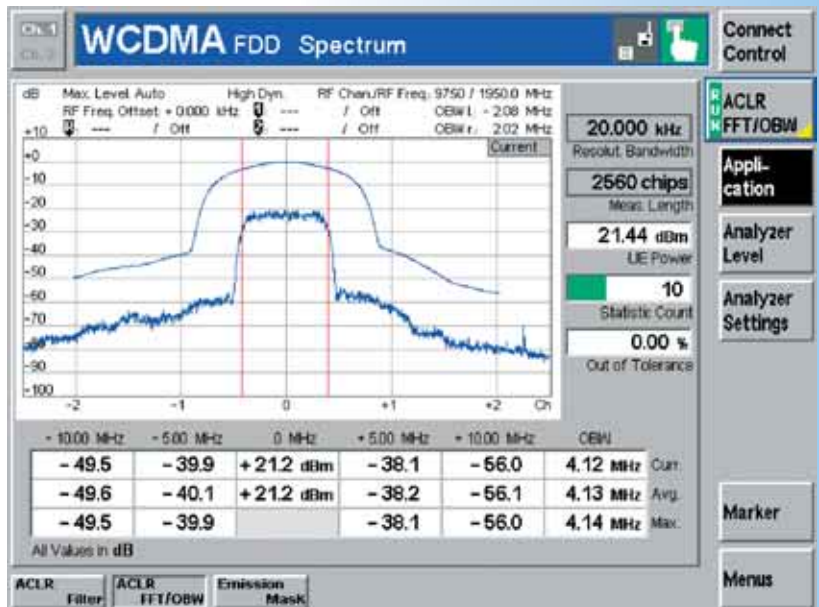 Ch. 1
Ch. 2
WCDMA FDD Spectrum
Connect
Control
dB Max. Level Auto High Dyn. RF Chan./RF Freq.: 9750 / 1950.0 MHz
RF Freq. Offset: + 0.000 kHz --- / Off OBW l.: - 2.08 MHz
+10 --- / Off --- / Off OBW r.: 2.02 MHz
Current
+0
-10
-20
-30
-40
-50
-60
-70
-90
-100
-2 -1 0 +1 +2 Ch
20.000 kHz
Resolut. Bandwidth
2560 chips
Meas. Length
21.44 dBm
UE Power
10
Statistic Count
0.00 %
Out of Tolerance
RUN
ACLR
FFT/OBW
Appli-
cation
Analyzer
Level
Analyzer
Settings
Marker
Menus
- 10.00 MHz - 5.00 MHz 0 MHz + 5.00 MHz + 10.00 MHz OBW
- 49.5 - 39.9 + 21.2 dBm - 38.1 - 56.0 4.12 MHz Curr.
- 49.6 - 40.1 + 21.2 dBm - 38.2 - 56.1 4.13 MHz Avg.
- 49.5 - 39.9 - 38.1 - 56.0 4.14 MHz Max.
All Values in dB
ACLR
Filter
ACLR
FFT/OBW
Emission
Mask